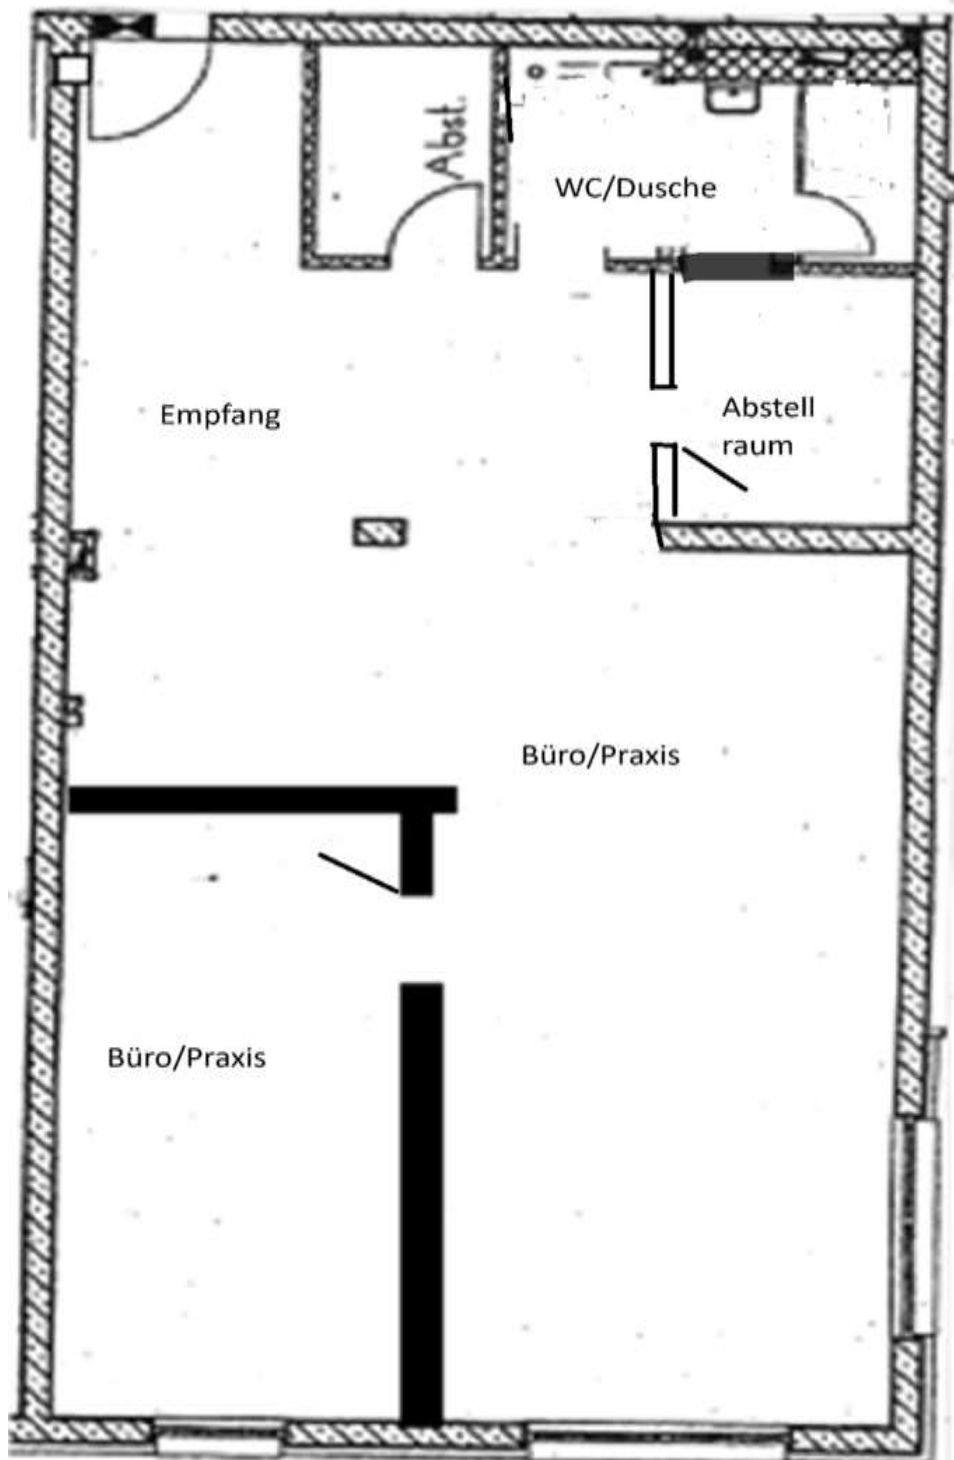 Abst.
WC/Dusche
Empfang
Abstell
raum
Büro/Praxis
Büro/Praxis